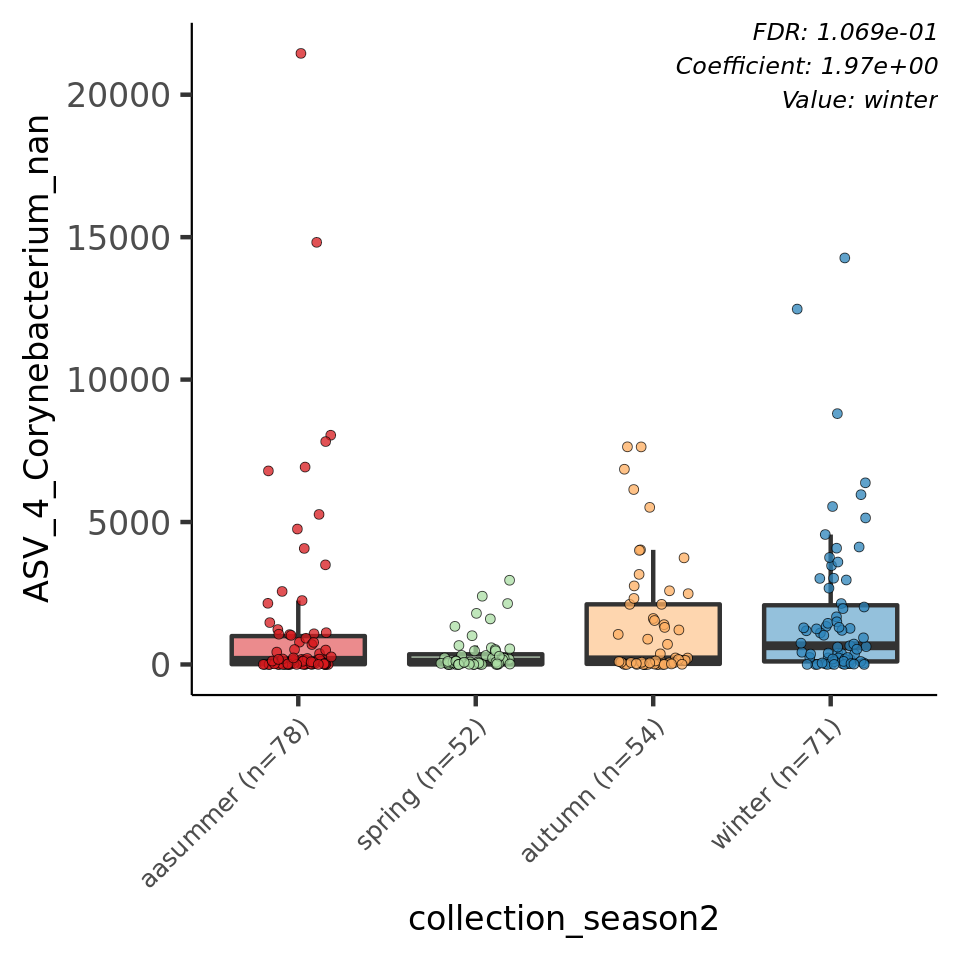 FDR: 1.069e-01
Coefficient: 1.97e+00
Value: winter
ASV_4_Corynebacterium_nan
20000
15000
10000
5000
0
aasummer (n=78)
spring (n=52)
autumn (n=54)
winter (n=71)
collection_season2